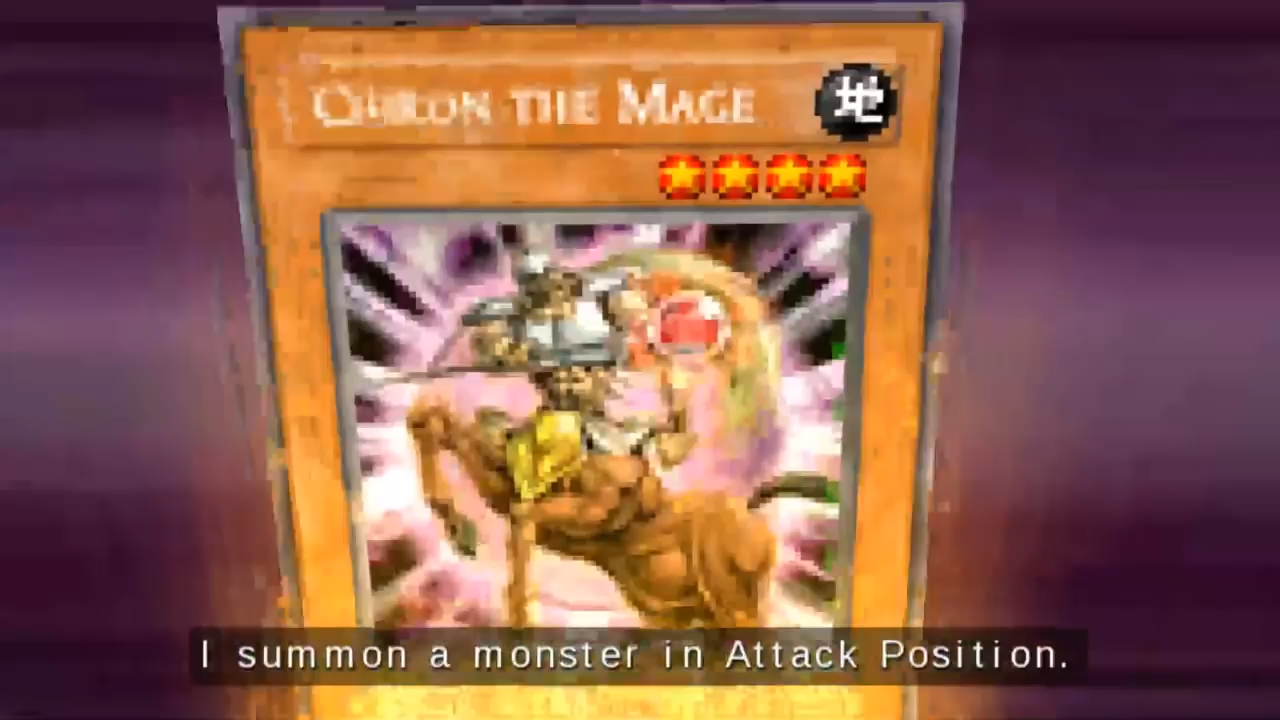 Chiron the Mage 地
I summon a monster in Attack Position.